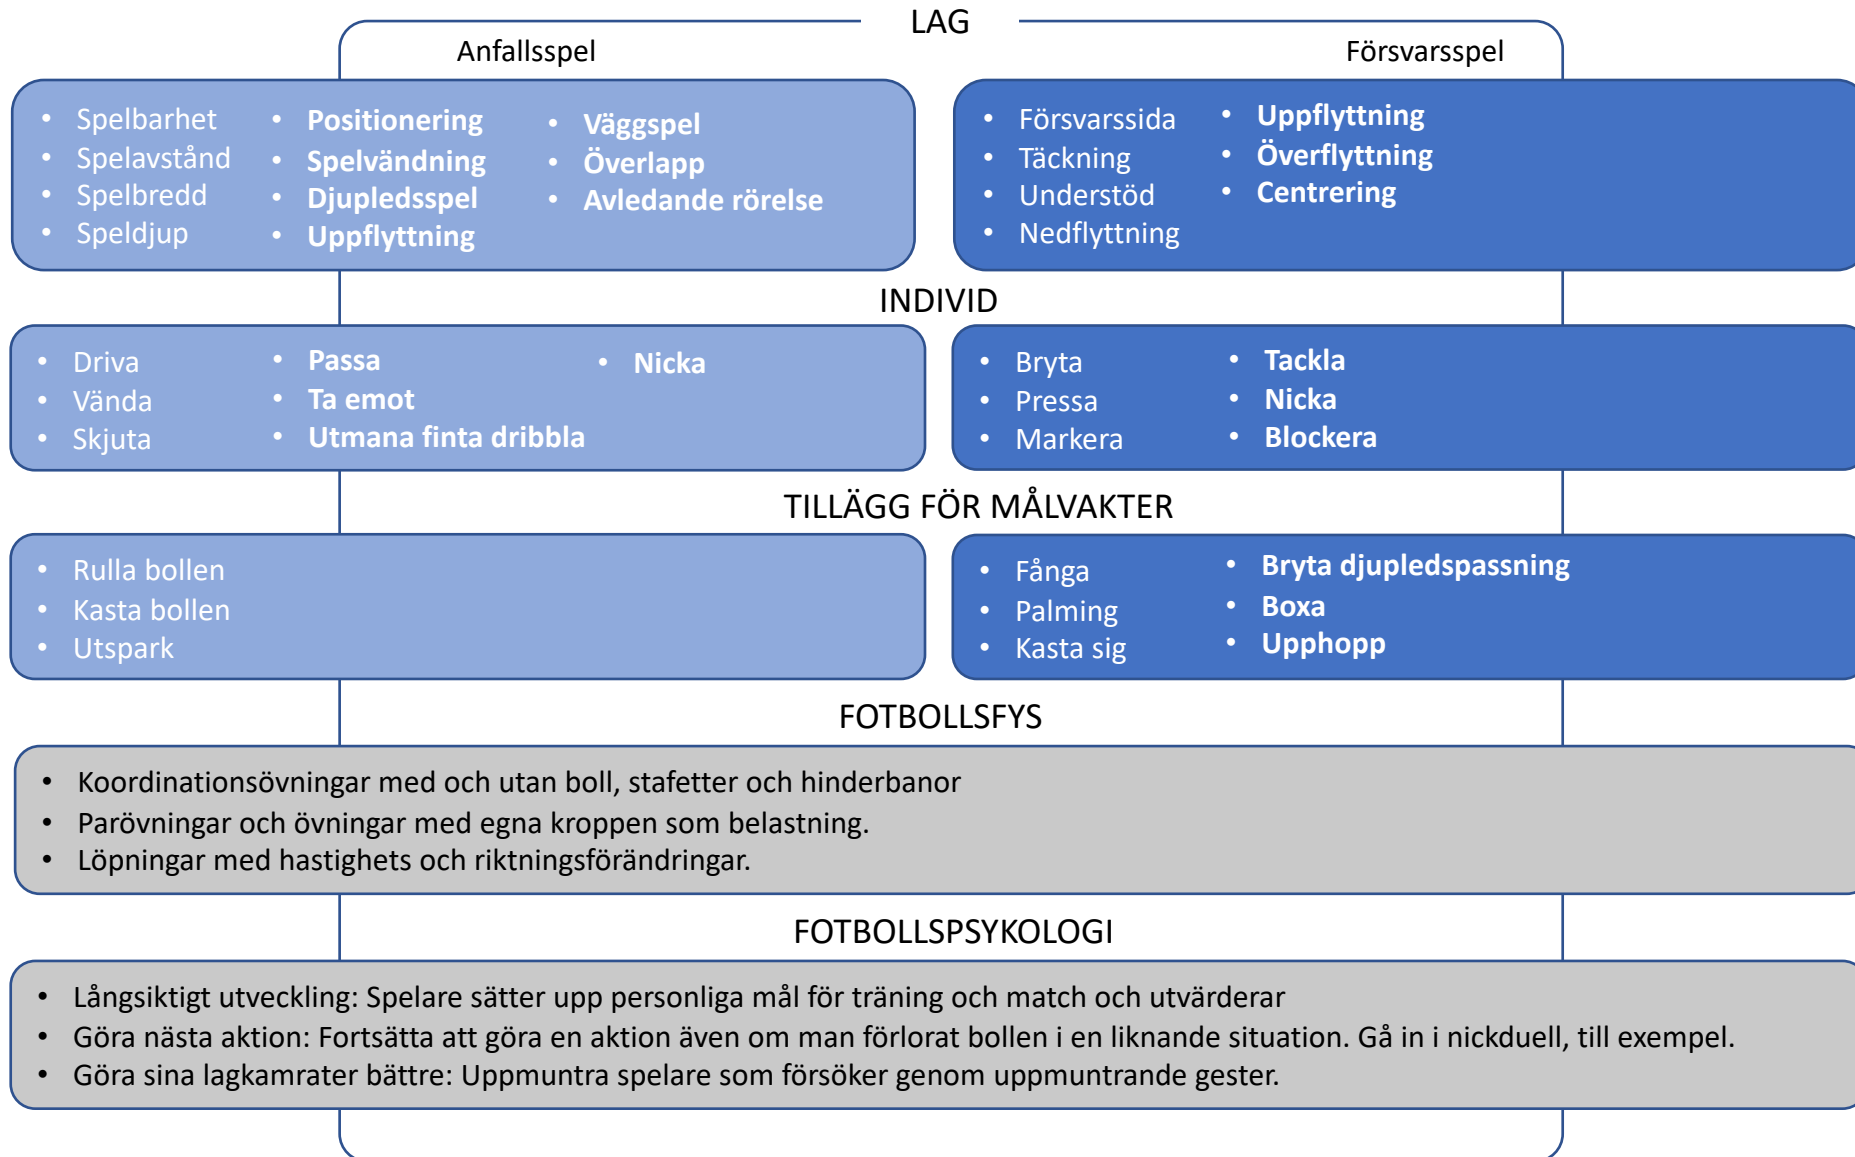 LAG
Anfallsspel
Försvarsspel
• Spelbarhet
• Spelavstånd
• Spelbredd
• Speldjup
• Positionering
• Spelvändning
• Djupledsspel
• Uppflyttning
• Väggspel
• Överlapp
• Avledande rörelse
• Försvarssida
• Täckning
• Understöd
• Nedflyttning
• Uppflyttning
• Överflyttning
• Centrering
INDIVID
• Driva
• Vända
• Skjuta
• Passa
• Ta emot
• Utmana finta dribbla
• Nicka
• Bryta
• Pressa
• Markera
• Tackla
• Nicka
• Blockera
TILLÄGG FÖR MÅLVAKTER
• Rulla bollen
• Kasta bollen
• Utspark
• Fånga
• Palming
• Kasta sig
• Bryta djupledspassning
• Boxa
• Upphopp
FOTBOLLSFYS
• Koordinationsövningar med och utan boll, stafetter och hinderbanor
• Parövningar och övningar med egna kroppen som belastning.
• Löpningar med hastighets och riktningsförändringar.
FOTBOLLSPSYKOLOGI
• Långsiktigt utveckling: Spelare sätter upp personliga mål för träning och match och utvärderar
• Göra nästa aktion: Fortsätta att göra en aktion även om man förlorat bollen i en liknande situation. Gå in i nickduell, till exempel.
• Göra sina lagkamrater bättre: Uppmuntra spelare som försöker genom uppmuntrande gester.